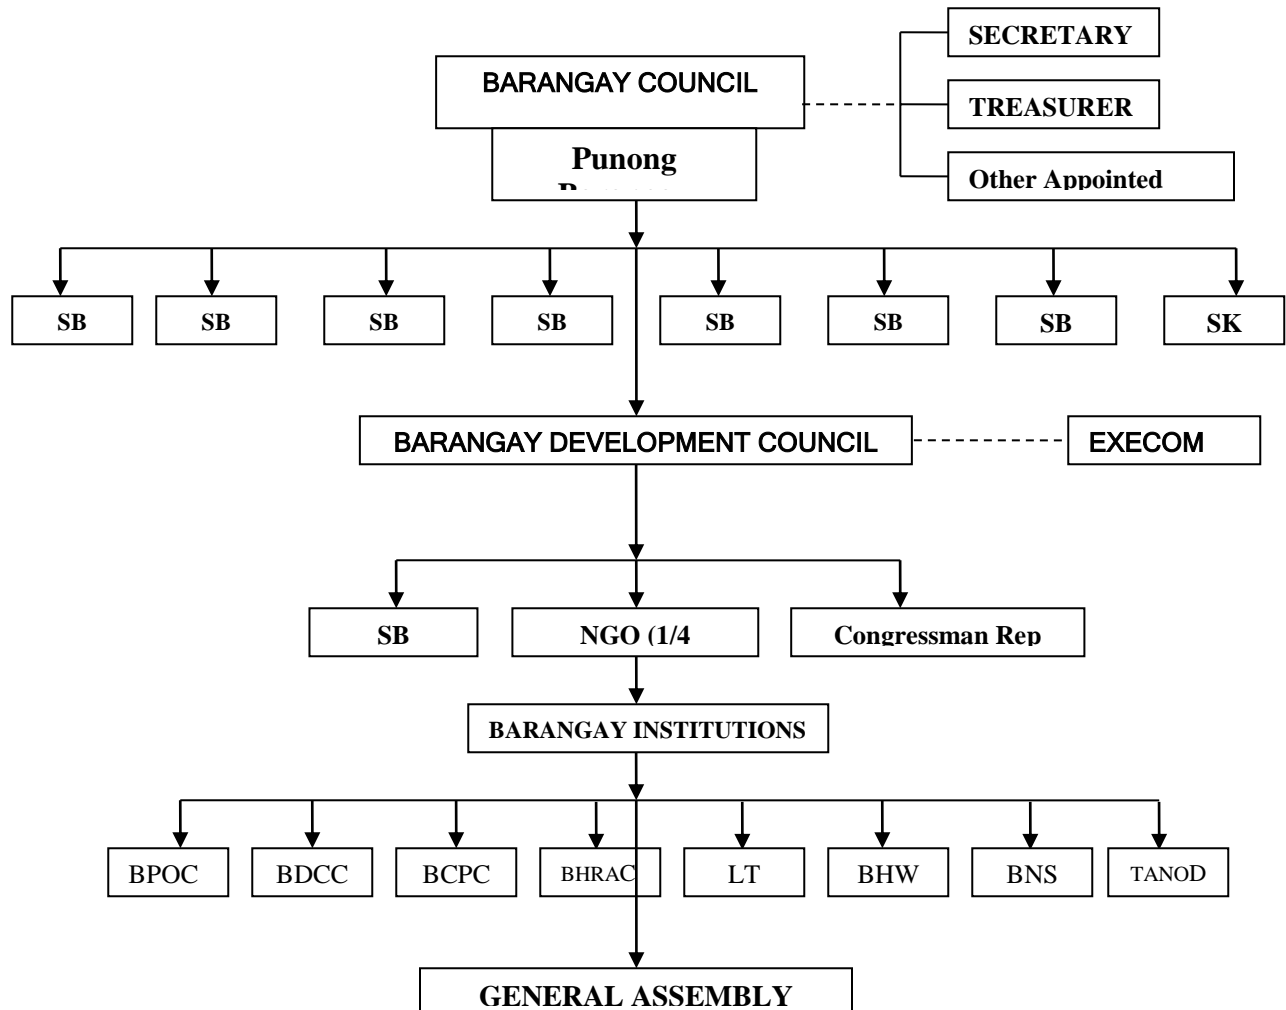 SECRETARY
BARANGAY COUNCIL
TREASURER
Punong
Other Appointed
SB SB SB SB SB SB SB SK
BARANGAY DEVELOPMENT COUNCIL EXECOM
SB NGO (1/4 Congressman Rep
BARANGAY INSTITUTIONS
BPOC BDCC BCPC BHRAC LT BHW BNS TANOD
GENERAL ASSEMBLY